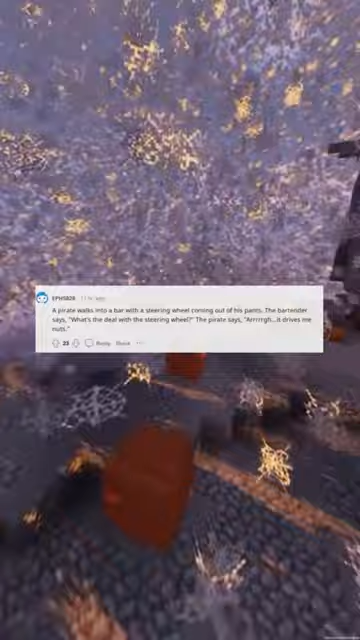 EPHS828 11 hr. ago
A pirate walks into a bar with a steering wheel coming out of his pants. The bartender
says, "What's the deal with the steering wheel?" The pirate says, "Arrrrgh...it drives me
nuts."
23 Reply Share ...